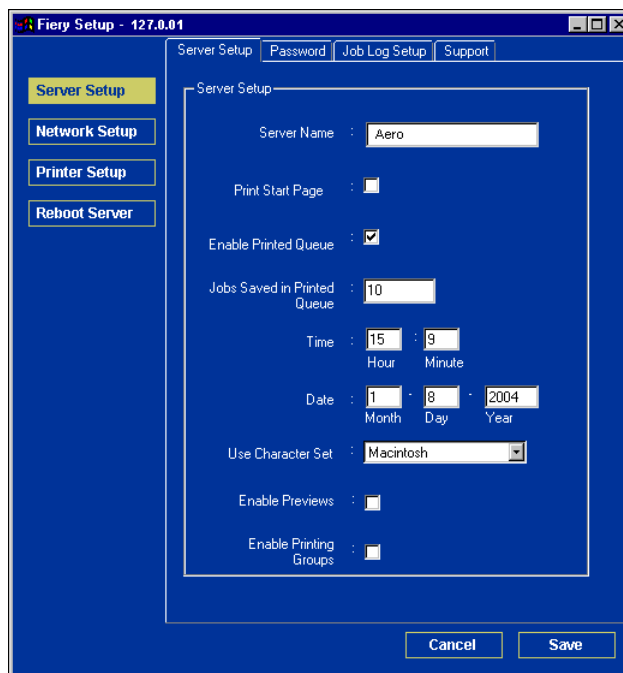 Fiery Setup - 127.0.01
Server Setup Password Job Log Setup Support
Server Setup
Network Setup
Printer Setup
Reboot Server
Server Setup
Server Name : Aero
Print Start Page :
Enable Printed Queue :
Jobs Saved in Printed : 10
Queue
Time : 15 : 9
Hour Minute
Date : 1 - 8 - 2004
Month Day Year
Use Character Set : Macintosh
Enable Previews :
Enable Printing :
Groups
Cancel Save